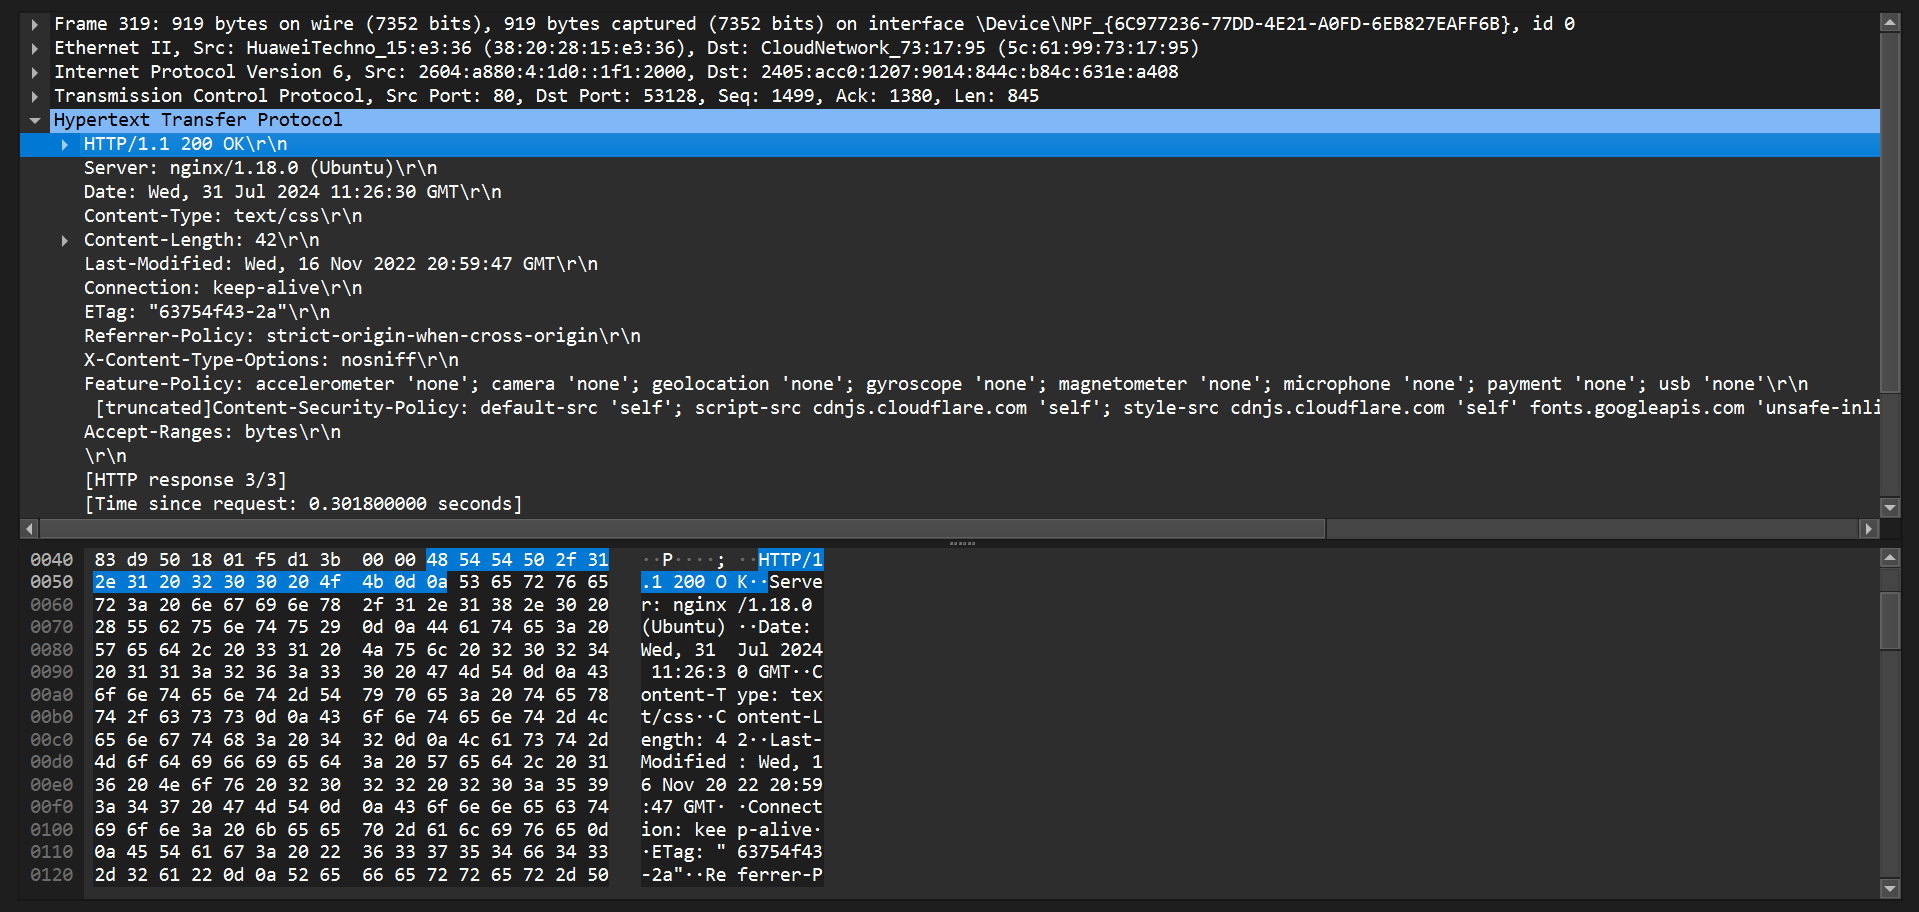 Frame 319: 919 bytes on wire (7352 bits), 919 bytes captured (7352 bits) on interface \Device\NPF_{6C977236-77DD-4E21-A0FD-6EB827EAFF6B}, id 0
Ethernet II, Src: HuaweiTechno_15:e3:36 (38:20:28:15:e3:36), Dst: CloudNetwork_73:17:95 (5c:61:99:73:17:95)
Internet Protocol Version 6, Src: 2604:a880:4:1d0::1f1:2000, Dst: 2405:acc0:1207:9014:844c:b84c:631e:a408
Transmission Control Protocol, Src Port: 80, Dst Port: 53128, Seq: 1499, Ack: 1380, Len: 845
Hypertext Transfer Protocol
HTTP/1.1 200 OK\r\n
Server: nginx/1.18.0 (Ubuntu)\r\n
Date: Wed, 31 Jul 2024 11:26:30 GMT\r\n
Content-Type: text/css\r\n
Content-Length: 42\r\n
Last-Modified: Wed, 16 Nov 2022 20:59:47 GMT\r\n
Connection: keep-alive\r\n
ETag: "63754f43-2a"\r\n
Referrer-Policy: strict-origin-when-cross-origin\r\n
X-Content-Type-Options: nosniff\r\n
Feature-Policy: accelerometer 'none'; camera 'none'; geolocation 'none'; gyroscope 'none'; magnetometer 'none'; microphone 'none'; payment 'none'; usb 'none'\r\n
[truncated]Content-Security-Policy: default-src 'self'; script-src cdnjs.cloudflare.com 'self'; style-src cdnjs.cloudflare.com 'self' fonts.googleapis.com 'unsafe-inli
Accept-Ranges: bytes\r\n
\r\n
[HTTP response 3/3]
[Time since request: 0.301800000 seconds]
0040 83 d9 50 18 01 f5 d1 3b 00 00 48 54 54 50 2f 31 ··P····; ··HTTP/1
0050 2e 31 20 32 30 30 20 4f 4b 0d 0a 53 65 72 76 65 .1 200 O K··Serve
0060 72 3a 20 6e 67 69 6e 78 2f 31 2e 31 38 2e 30 20 r: nginx /1.18.0
0070 28 55 62 75 6e 74 75 29 0d 0a 44 61 74 65 3a 20 (Ubuntu) ··Date:
0080 57 65 64 2c 20 33 31 20 4a 75 6c 20 32 30 32 34 Wed, 31 Jul 2024
0090 20 31 31 3a 32 36 3a 33 30 20 47 4d 54 0d 0a 43 11:26:3 0 GMT··C
00a0 6f 6e 74 65 6e 74 2d 54 79 70 65 3a 20 74 65 78 ontent-T ype: tex
00b0 74 2f 63 73 73 0d 0a 43 6f 6e 74 65 6e 74 2d 4c t/css··C ontent-L
00c0 65 6e 67 74 68 3a 20 34 32 0d 0a 4c 61 73 74 2d ength: 4 2··Last-
00d0 4d 6f 64 69 66 69 65 64 3a 20 57 65 64 2c 20 31 Modified : Wed, 1
00e0 36 20 4e 6f 76 20 32 30 32 32 20 32 30 3a 35 39 6 Nov 20 22 20:59
00f0 3a 34 37 20 47 4d 54 0d 0a 43 6f 6e 6e 65 63 74 :47 GMT· ·Connect
0100 69 6f 6e 3a 20 6b 65 65 70 2d 61 6c 69 76 65 0d ion: kee p-alive·
0110 0a 45 54 61 67 3a 20 22 36 33 37 35 34 66 34 33 ·ETag: " 63754f43
0120 2d 32 61 22 0d 0a 52 65 66 65 72 72 65 72 2d 50 -2a"··Re ferrer-P